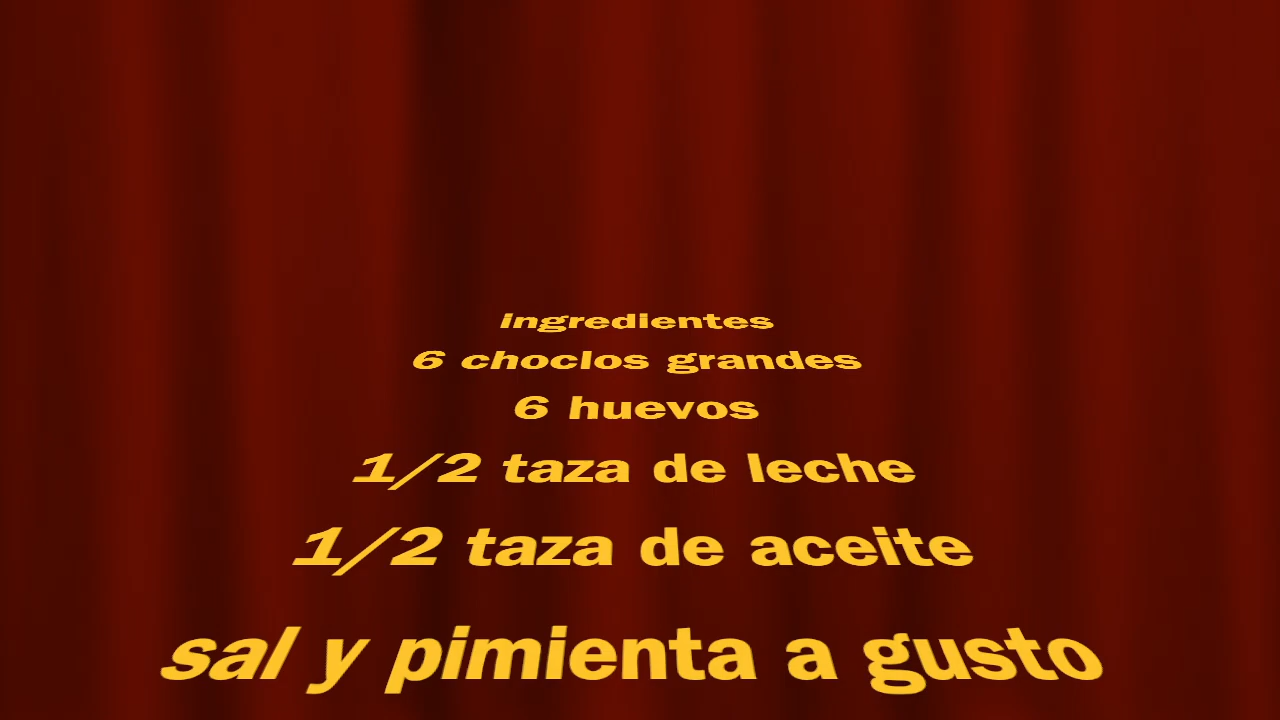 ingredientes
6 choclos grandes
6 huevos
1/2 taza de leche
1/2 taza de aceite
sal y pimienta a gusto